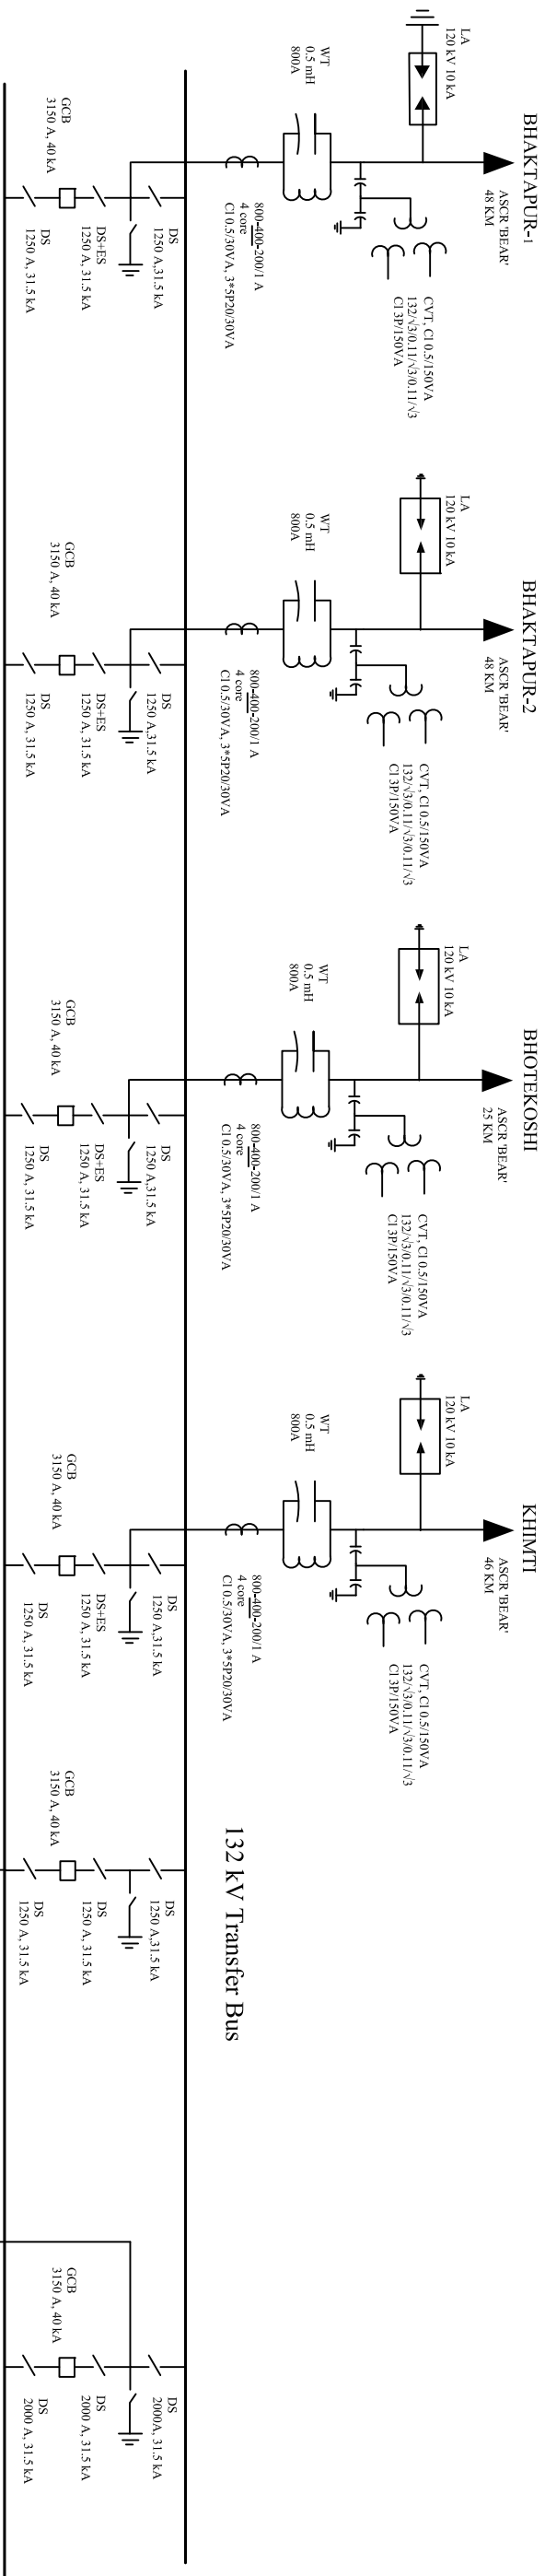 BHAKTAPUR-1
ASCR 'BEAR'
48 KM
LA
120 kV 10 kA
CVT, Cl 0.5/150VA
132/√3/0.11/√3/0.11/√3
Cl 3P/150VA
WT
0.5 mH
800A
800-400-200/1 A
4 core
Cl 0.5/30VA, 3*5P20/30VA
DS
1250 A,31.5 kA
DS+ES
1250 A, 31.5 kA
GCB
3150 A, 40 kA
DS
1250 A, 31.5 kA
BHAKTAPUR-2
ASCR 'BEAR'
48 KM
LA
120 kV 10 kA
CVT, Cl 0.5/150VA
132/√3/0.11/√3/0.11/√3
Cl 3P/150VA
WT
0.5 mH
800A
800-400-200/1 A
4 core
Cl 0.5/30VA, 3*5P20/30VA
DS
1250 A,31.5 kA
DS+ES
1250 A, 31.5 kA
GCB
3150 A, 40 kA
DS
1250 A, 31.5 kA
BHOTEKOSHI
ASCR 'BEAR'
25 KM
LA
120 kV 10 kA
CVT, Cl 0.5/150VA
132/√3/0.11/√3/0.11/√3
Cl 3P/150VA
WT
0.5 mH
800A
800-400-200/1 A
4 core
Cl 0.5/30VA, 3*5P20/30VA
DS
1250 A,31.5 kA
DS+ES
1250 A, 31.5 kA
GCB
3150 A, 40 kA
DS
1250 A, 31.5 kA
KHIMTI
ASCR 'BEAR'
46 KM
LA
120 kV 10 kA
CVT, Cl 0.5/150VA
132/√3/0.11/√3/0.11/√3
Cl 3P/150VA
WT
0.5 mH
800A
800-400-200/1 A
4 core
Cl 0.5/30VA, 3*5P20/30VA
DS
1250 A,31.5 kA
DS+ES
1250 A, 31.5 kA
GCB
3150 A, 40 kA
DS
1250 A, 31.5 kA
132 kV Transfer Bus
DS
1250 A,31.5 kA
DS
1250 A, 31.5 kA
GCB
3150 A, 40 kA
DS
1250 A, 31.5 kA
DS
2000A, 31.5 kA
DS
2000 A, 31.5 kA
GCB
3150 A, 40 kA
DS
2000 A, 31.5 kA